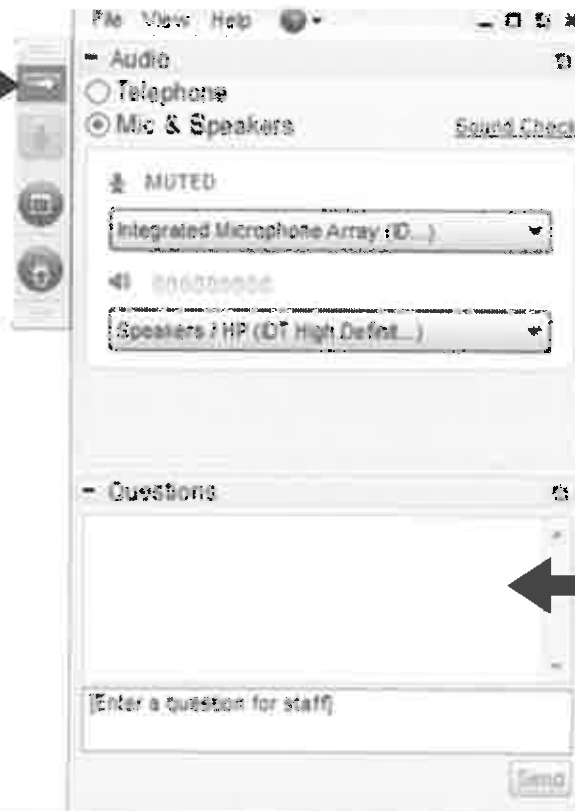 File View Help
Audio
Telephone
Mic & Speakers Sound Check
MUTED
Integrated Microphone Array (ID...)
Speakers / HP (IDT High Definit...)
Questions
[Enter a question for staff]
Send